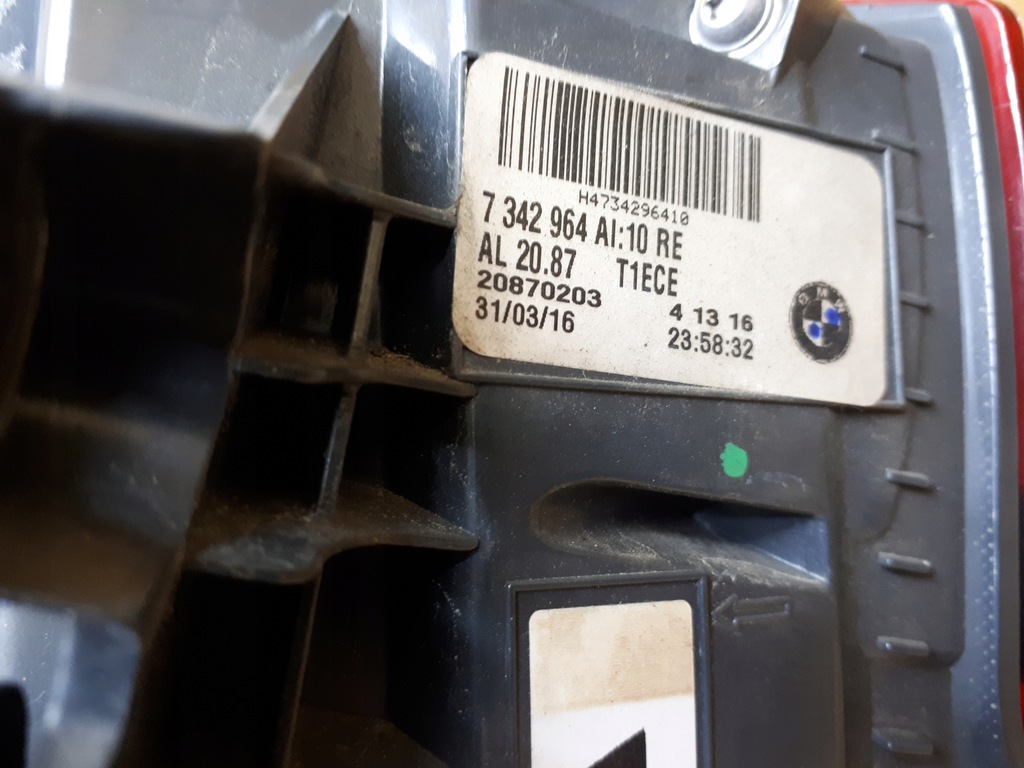 H4734296410
7 342 964 AI:10 RE
AL 20.87 T1ECE
20870203 4 13 16
31/03/16 23:58:32
BMW